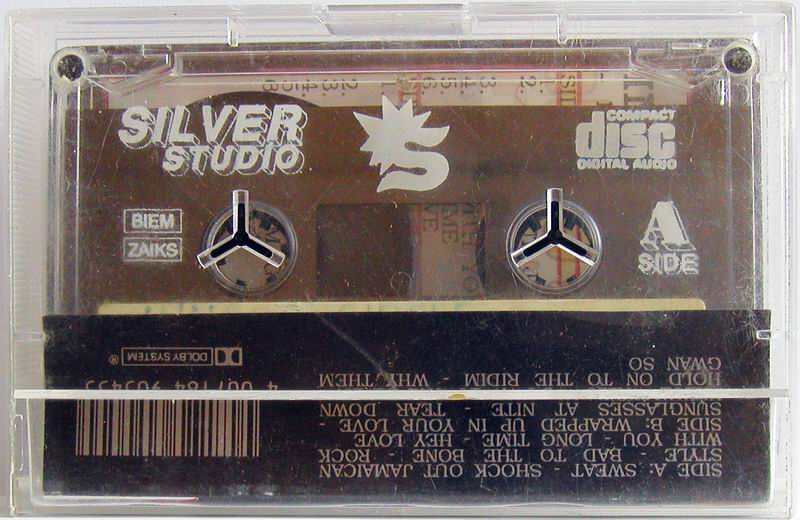 SILVER
STUDIO
S
COMPACT
disc
DIGITAL AUDIO
BIEM
ZAIKS
A
SIDE
SIDE A: SWEAT - SHOCK OUT JAMAICAN
STYLE - BAD TO THE BONE - ROCK
WITH YOU - LONG TIME - HEY LOVE
SIDE B: WRAPPED UP IN YOUR LOVE -
SUNGLASSES AT NITE - TEAR DOWN
HOLD ON TO THE RIDIM - WHY THEM
GWAN SO
4 007184
DOLBY SYSTEM ®